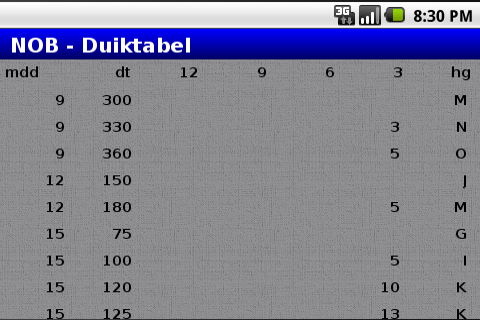 3G 8:30 PM
NOB - Duiktabel
mdd dt 12 9 6 3 hg
9 300 M
9 330 3 N
9 360 5 O
12 150 J
12 180 5 M
15 75 G
15 100 5 I
15 120 10 K
15 125 13 K